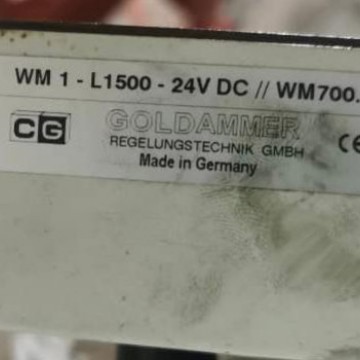 WM 1 - L1500 - 24V DC // WM700.
CG GOLDAMMER
REGELUNGSTECHNIK GMBH
Made in Germany
CE